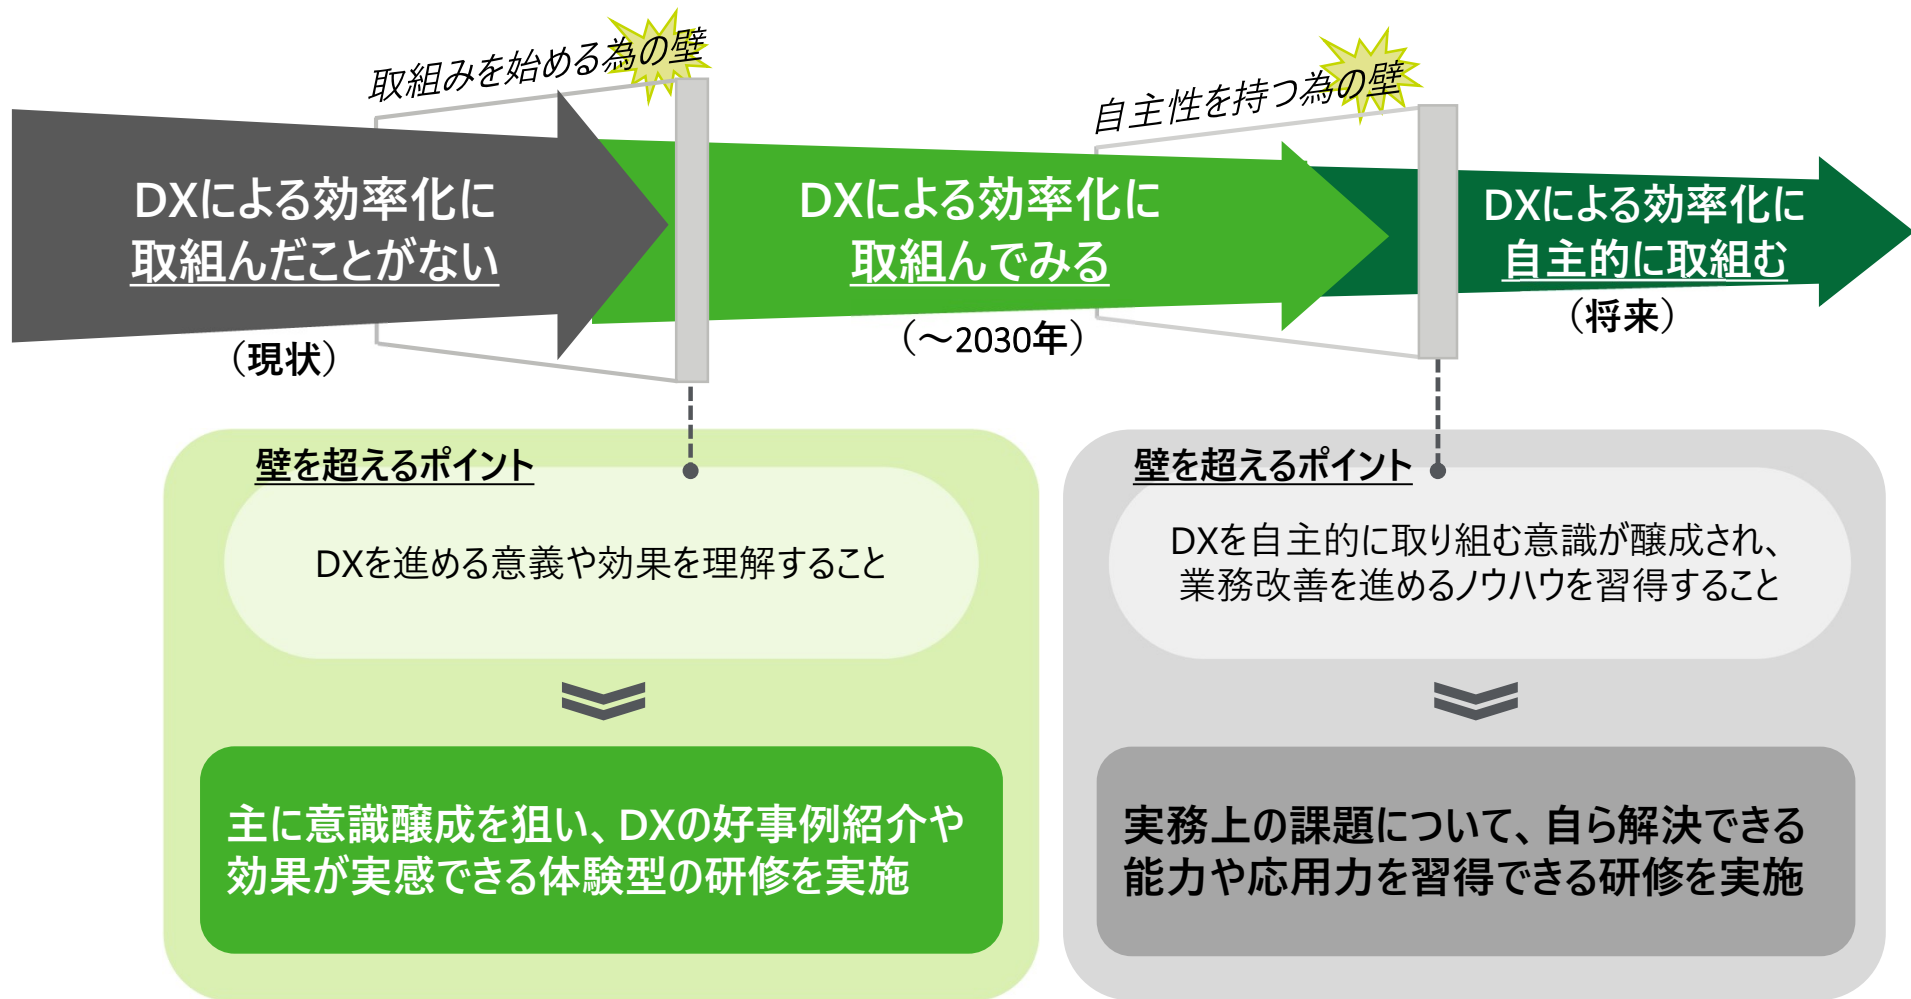 取組みを始める為の壁
自主性を持つ為の壁
DXによる効率化に
取組んだことがない
（現状）
DXによる効率化に
取組んでみる
（～2030年）
DXによる効率化に
自主的に取組む
（将来）
壁を超えるポイント
DXを進める意義や効果を理解すること
主に意識醸成を狙い、DXの好事例紹介や
効果が実感できる体験型の研修を実施
壁を超えるポイント
DXを自主的に取り組む意識が醸成され、
業務改善を進めるノウハウを習得すること
実務上の課題について、自ら解決できる
能力や応用力を習得できる研修を実施